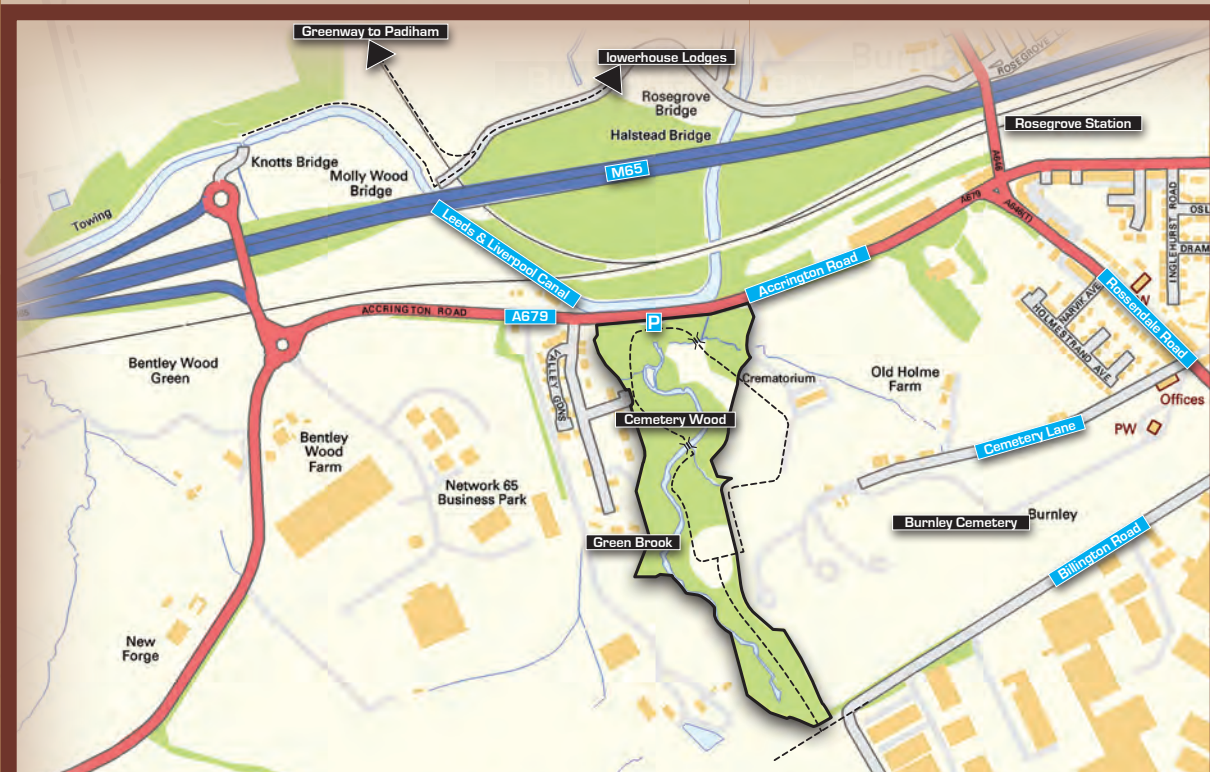 Greenway to Padiham
lowerhouse Lodges
Burnle
ROSEGROVE L
Rosegrove
Bridge
Halstead Bridge
Rosegrove Station
A646
Knotts Bridge
Molly Wood
Bridge
M65
Towing
Leeds & Liverpool Canal
A679
A646(T)
INGLEHURST ROAD
OSL
DRAM
Accrington Road
ACCRINGTON ROAD
A679
P
Rossendale Road
NARVIK AVE
HOLMESTRAND AVE
W
Bentley Wood
Green
VALLEY GDNS
Crematorium
Old Holme
Farm
Offices
PW
Cemetery Wood
Cemetery Lane
Bentley
Wood
Farm
Network 65
Business Park
Burnley Cemetery
Burnley
Green Brook
Billington Road
New
Forge